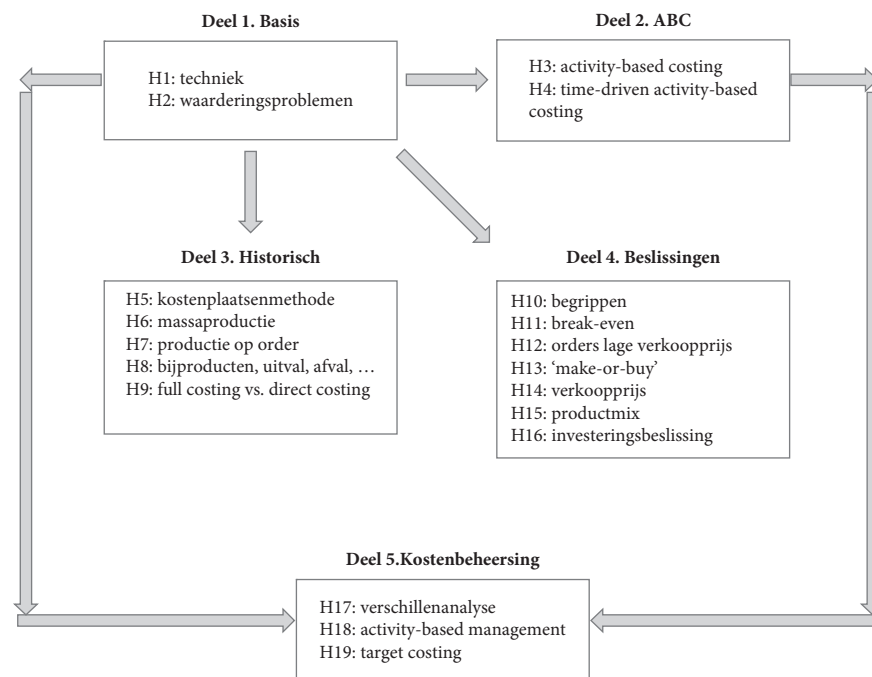 Deel 1. Basis
H1: techniek
H2: waarderingsproblemen
Deel 2. ABC
H3: activity-based costing
H4: time-driven activity-based
costing
Deel 3. Historisch
H5: kostenplaatsenmethode
H6: massaproductie
H7: productie op order
H8: bijproducten, uitval, afval, …
H9: full costing vs. direct costing
Deel 4. Beslissingen
H10: begrippen
H11: break-even
H12: orders lage verkoopprijs
H13: ‘make-or-buy’
H14: verkoopprijs
H15: productmix
H16: investeringsbeslissing
Deel 5.Kostenbeheersing
H17: verschillenanalyse
H18: activity-based management
H19: target costing